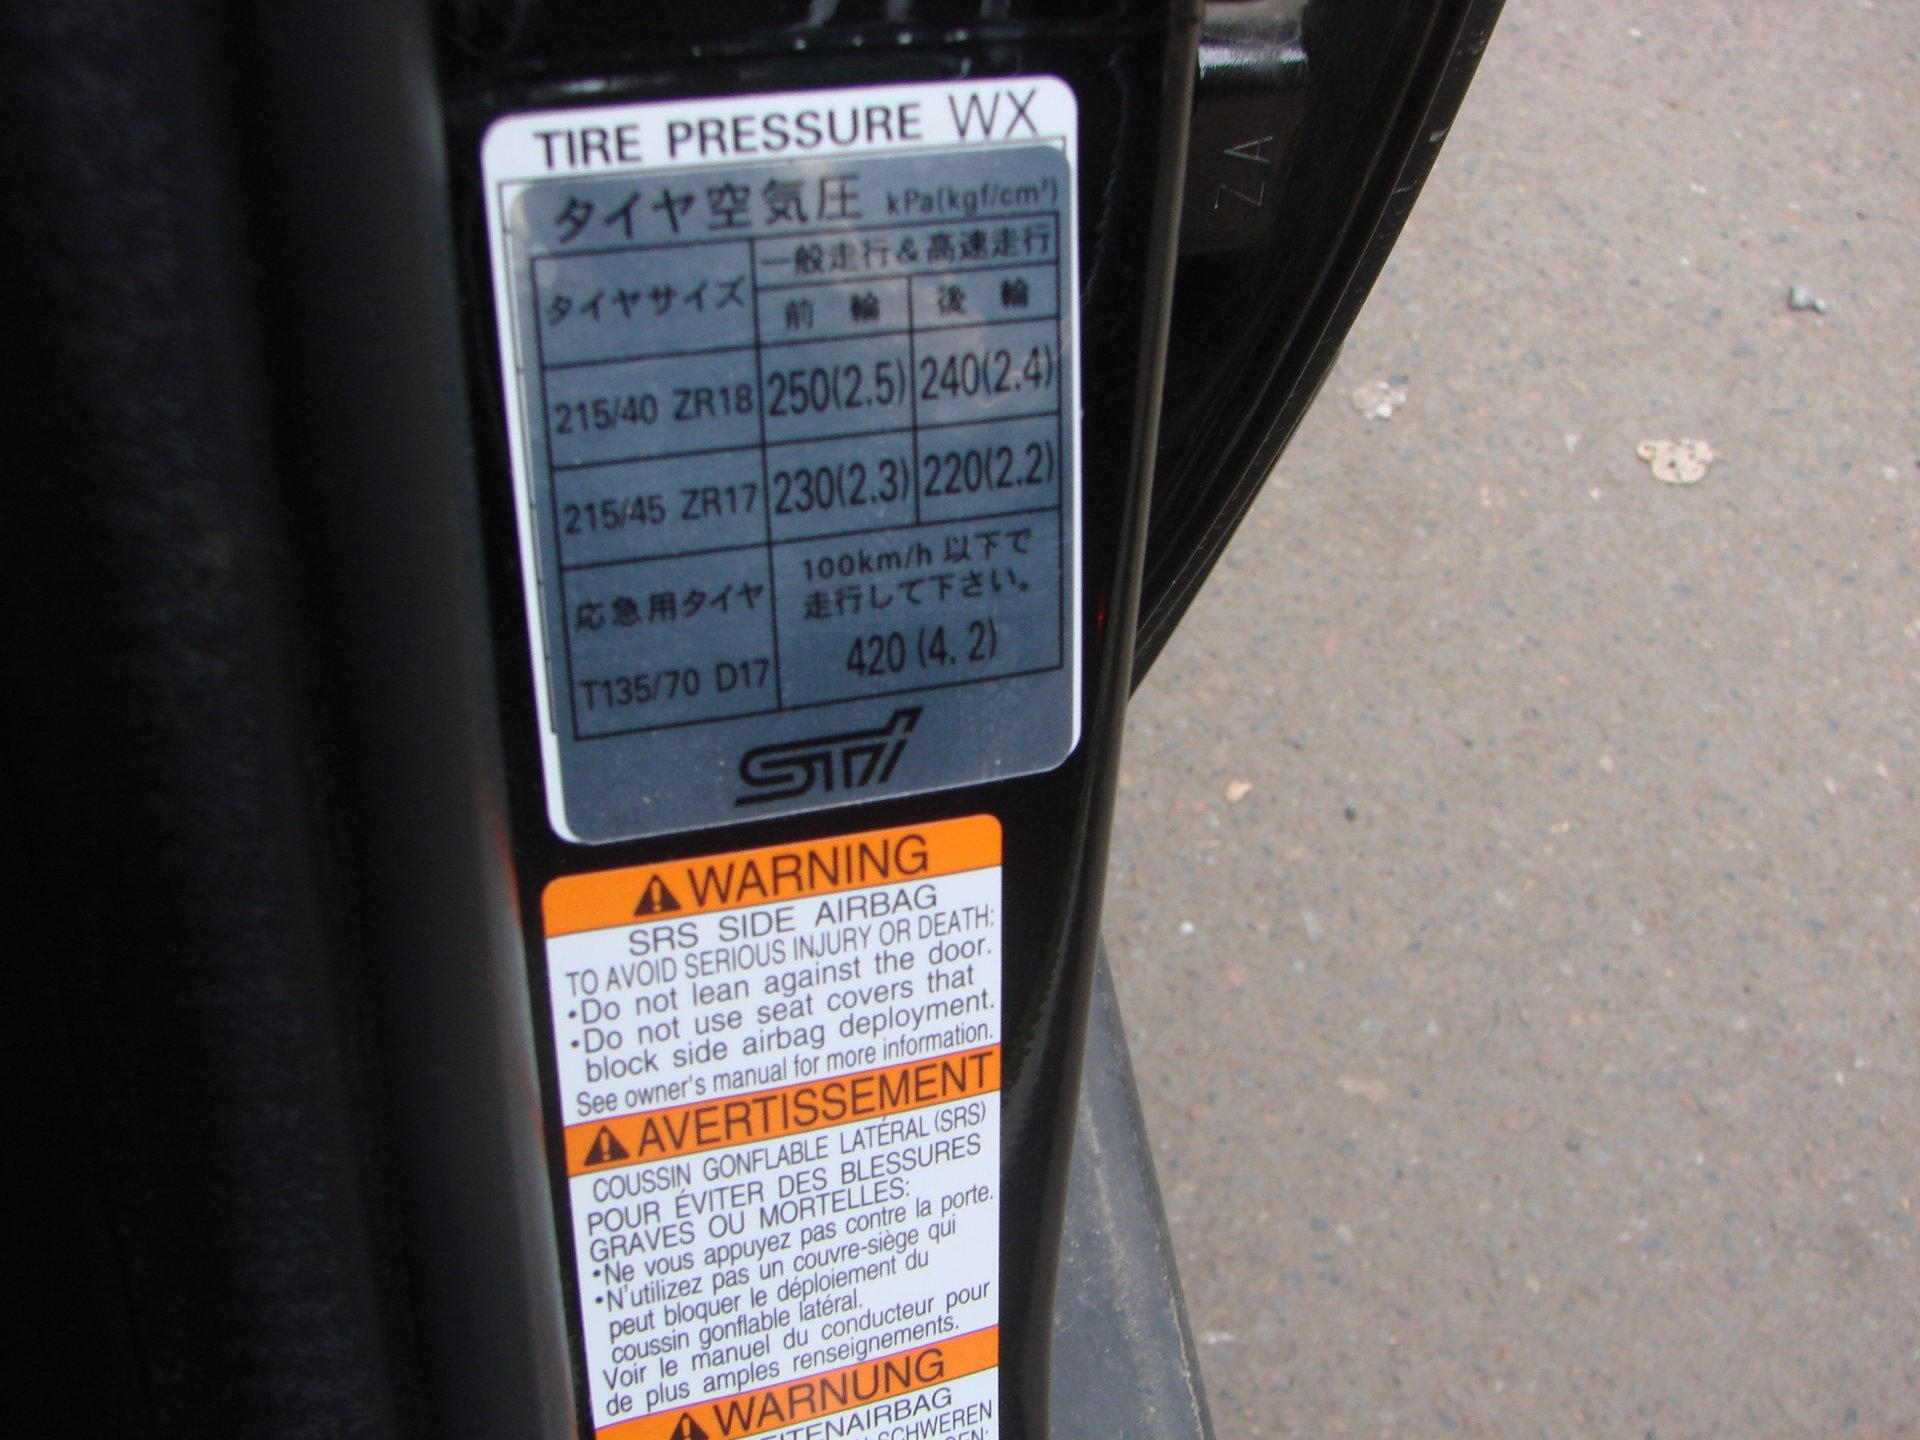 TIRE PRESSURE WX
タイヤ空気圧 kPa(kgf/cm²)
タイヤサイズ 一般走行&高速走行
前輪 後輪
215/40 ZR18 250(2.5) 240(2.4)
215/45 ZR17 230(2.3) 220(2.2)
応急用タイヤ
T135/70 D17
100km/h 以下で
走行して下さい。
420 (4.2)
STi
WARNING
SRS SIDE AIRBAG
TO AVOID SERIOUS INJURY OR DEATH:
•Do not lean against the door.
•Do not use seat covers that
block side airbag deployment.
See owner's manual for more information.
AVERTISSEMENT
COUSSIN GONFLABLE LATÉRAL (SRS)
POUR ÉVITER DES BLESSURES
GRAVES OU MORTELLES:
•Ne vous appuyez pas contre la porte.
•N'utilizez pas un couvre-siège qui
peut bloquer le déploiement du
coussin gonflable latéral.
Voir le manuel du conducteur pour
de plus amples renseignements.
WARNUNG
SCHWEREN
ZA